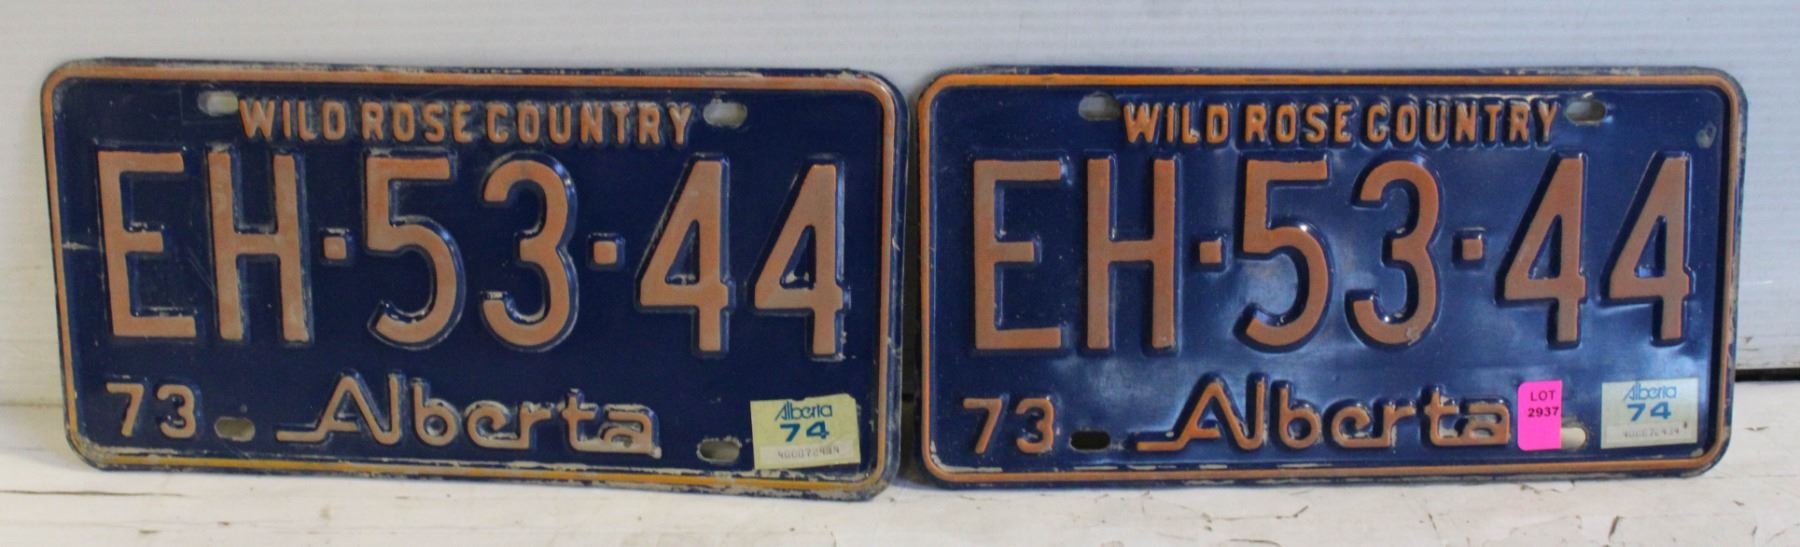 WILD ROSE COUNTRY
EH·53·44
73
Alberta
Alberta
74
WILD ROSE COUNTRY
EH·53·44
73
Alberta
LOT
2937
Alberta
74